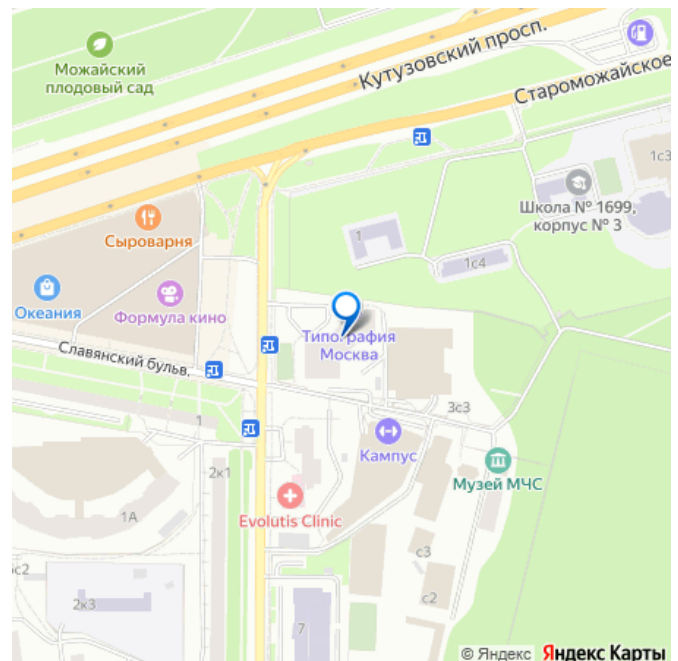 Кутузовский просп.
Можайский
плодовый сад
Староможайское
1с3
Школа № 1699,
корпус № 3
Сыроварня
1
1с4
Океания
Формула кино
Типография
Москва
Славянский бульв.
1
3с3
Кампус
2к1
Музей МЧС
1А
Evolutis Clinic
с3
с2
2к3
с2
7
© Яндекс Яндекс Карты